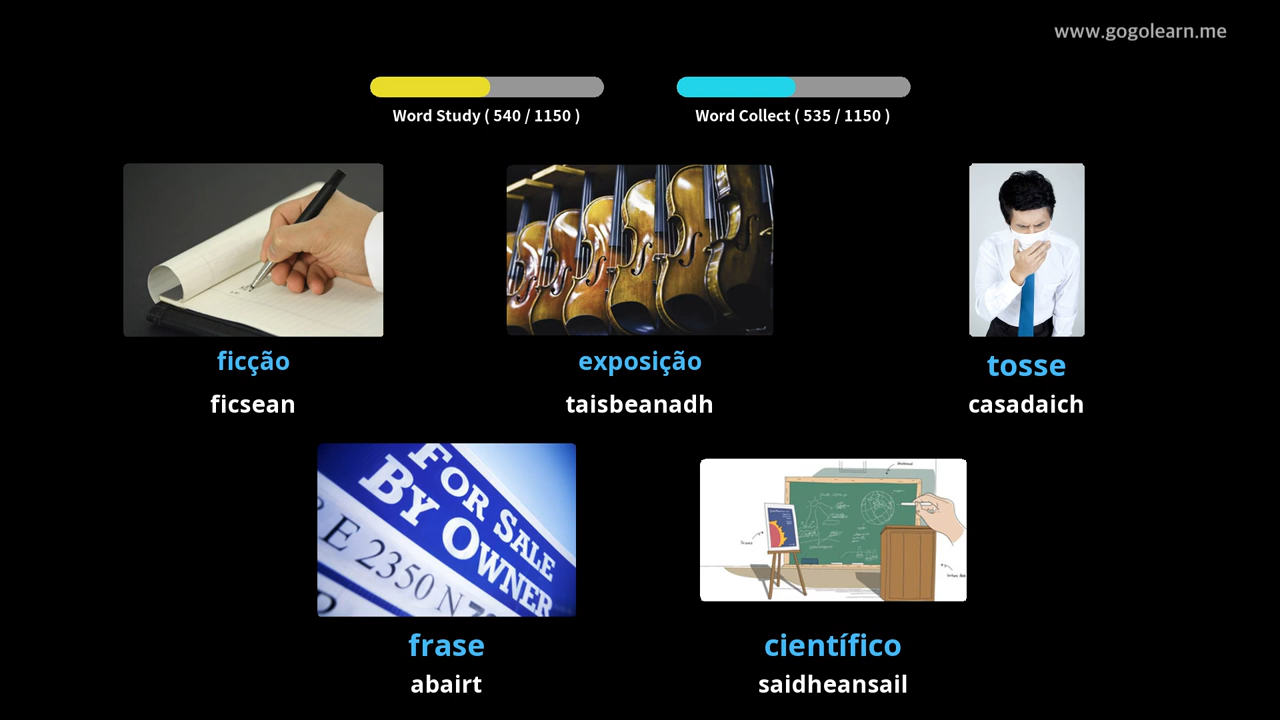 www.gogolearn.me
Word Study ( 540 / 1150 )
Word Collect ( 535 / 1150 )
ficção
ficsean
exposição
taisbeanadh
tosse
casadaich
FOR SALE
BY OWNER
E 2350 N
frase
abairt
científico
saidheansail